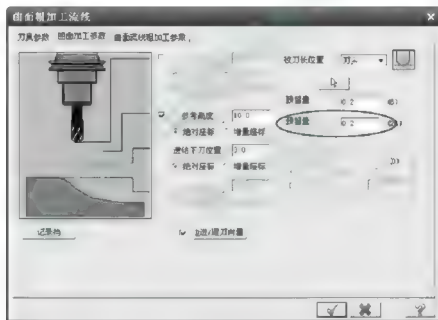 曲面粗加工流线
刀具参数 曲面加工参数 曲面流线粗加工参数
校刀长位置 刀尖
预留量 0.2 (6)
参考高度 10.0
预留量 0.2
绝对座标 增量座标
进给下刀位置 3.0
绝对座标 增量座标
记录档
进/退刀向量